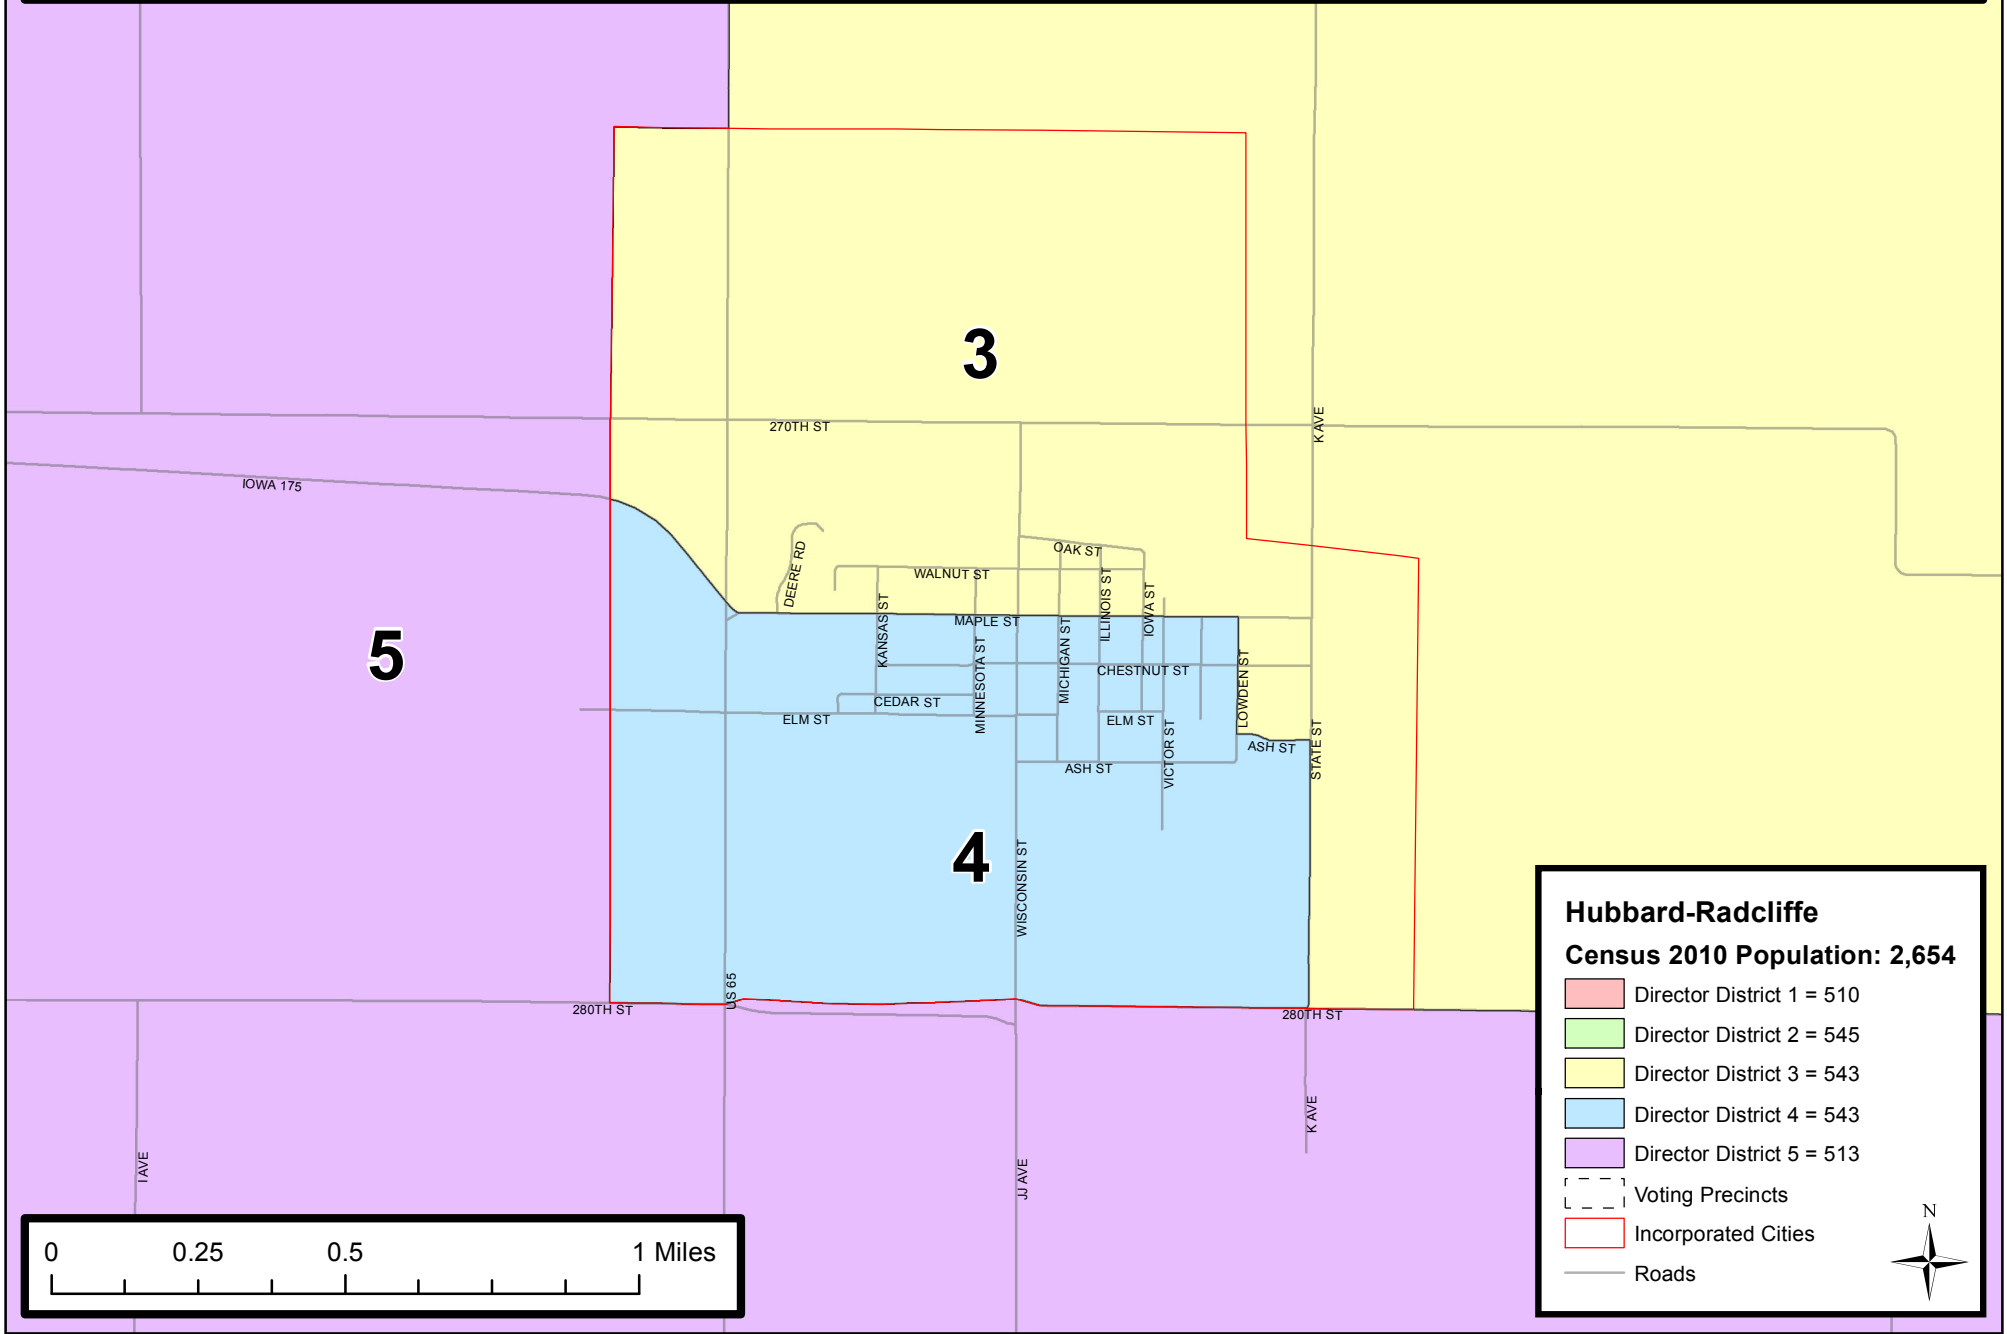 3
270TH ST
K AVE
IOWA 175
OAK ST
DEERE RD
WALNUT ST
ILLINOIS ST
IOWA ST
KANSAS ST
MAPLE ST
MICHIGAN ST
MINNESOTA ST
5
CHESTNUT ST
LOWDEN ST
CEDAR ST
ELM ST
ELM ST
VICTOR ST
STATE ST
ASH ST
ASH ST
4
WISCONSIN ST
US 65
280TH ST
280TH ST
K AVE
I AVE
JJ AVE
Hubbard-Radcliffe
Census 2010 Population: 2,654
Director District 1 = 510
Director District 2 = 545
Director District 3 = 543
Director District 4 = 543
Director District 5 = 513
Voting Precincts
Incorporated Cities
Roads
N
0 0.25 0.5 1 Miles